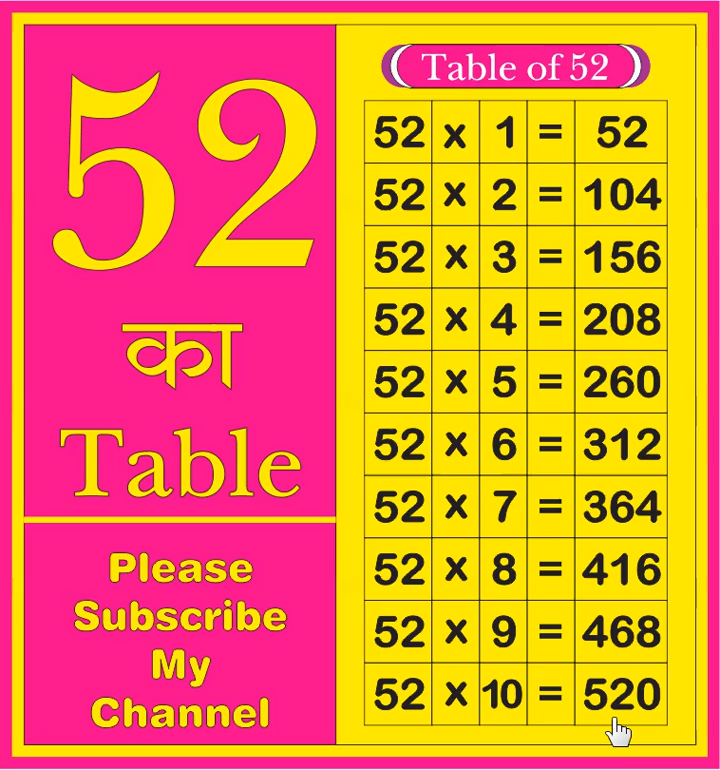 52
का
Table
Please
Subscribe
My
Channel
Table of 52
52 x 1 = 52
52 x 2 = 104
52 x 3 = 156
52 x 4 = 208
52 x 5 = 260
52 x 6 = 312
52 x 7 = 364
52 x 8 = 416
52 x 9 = 468
52 x 10 = 520